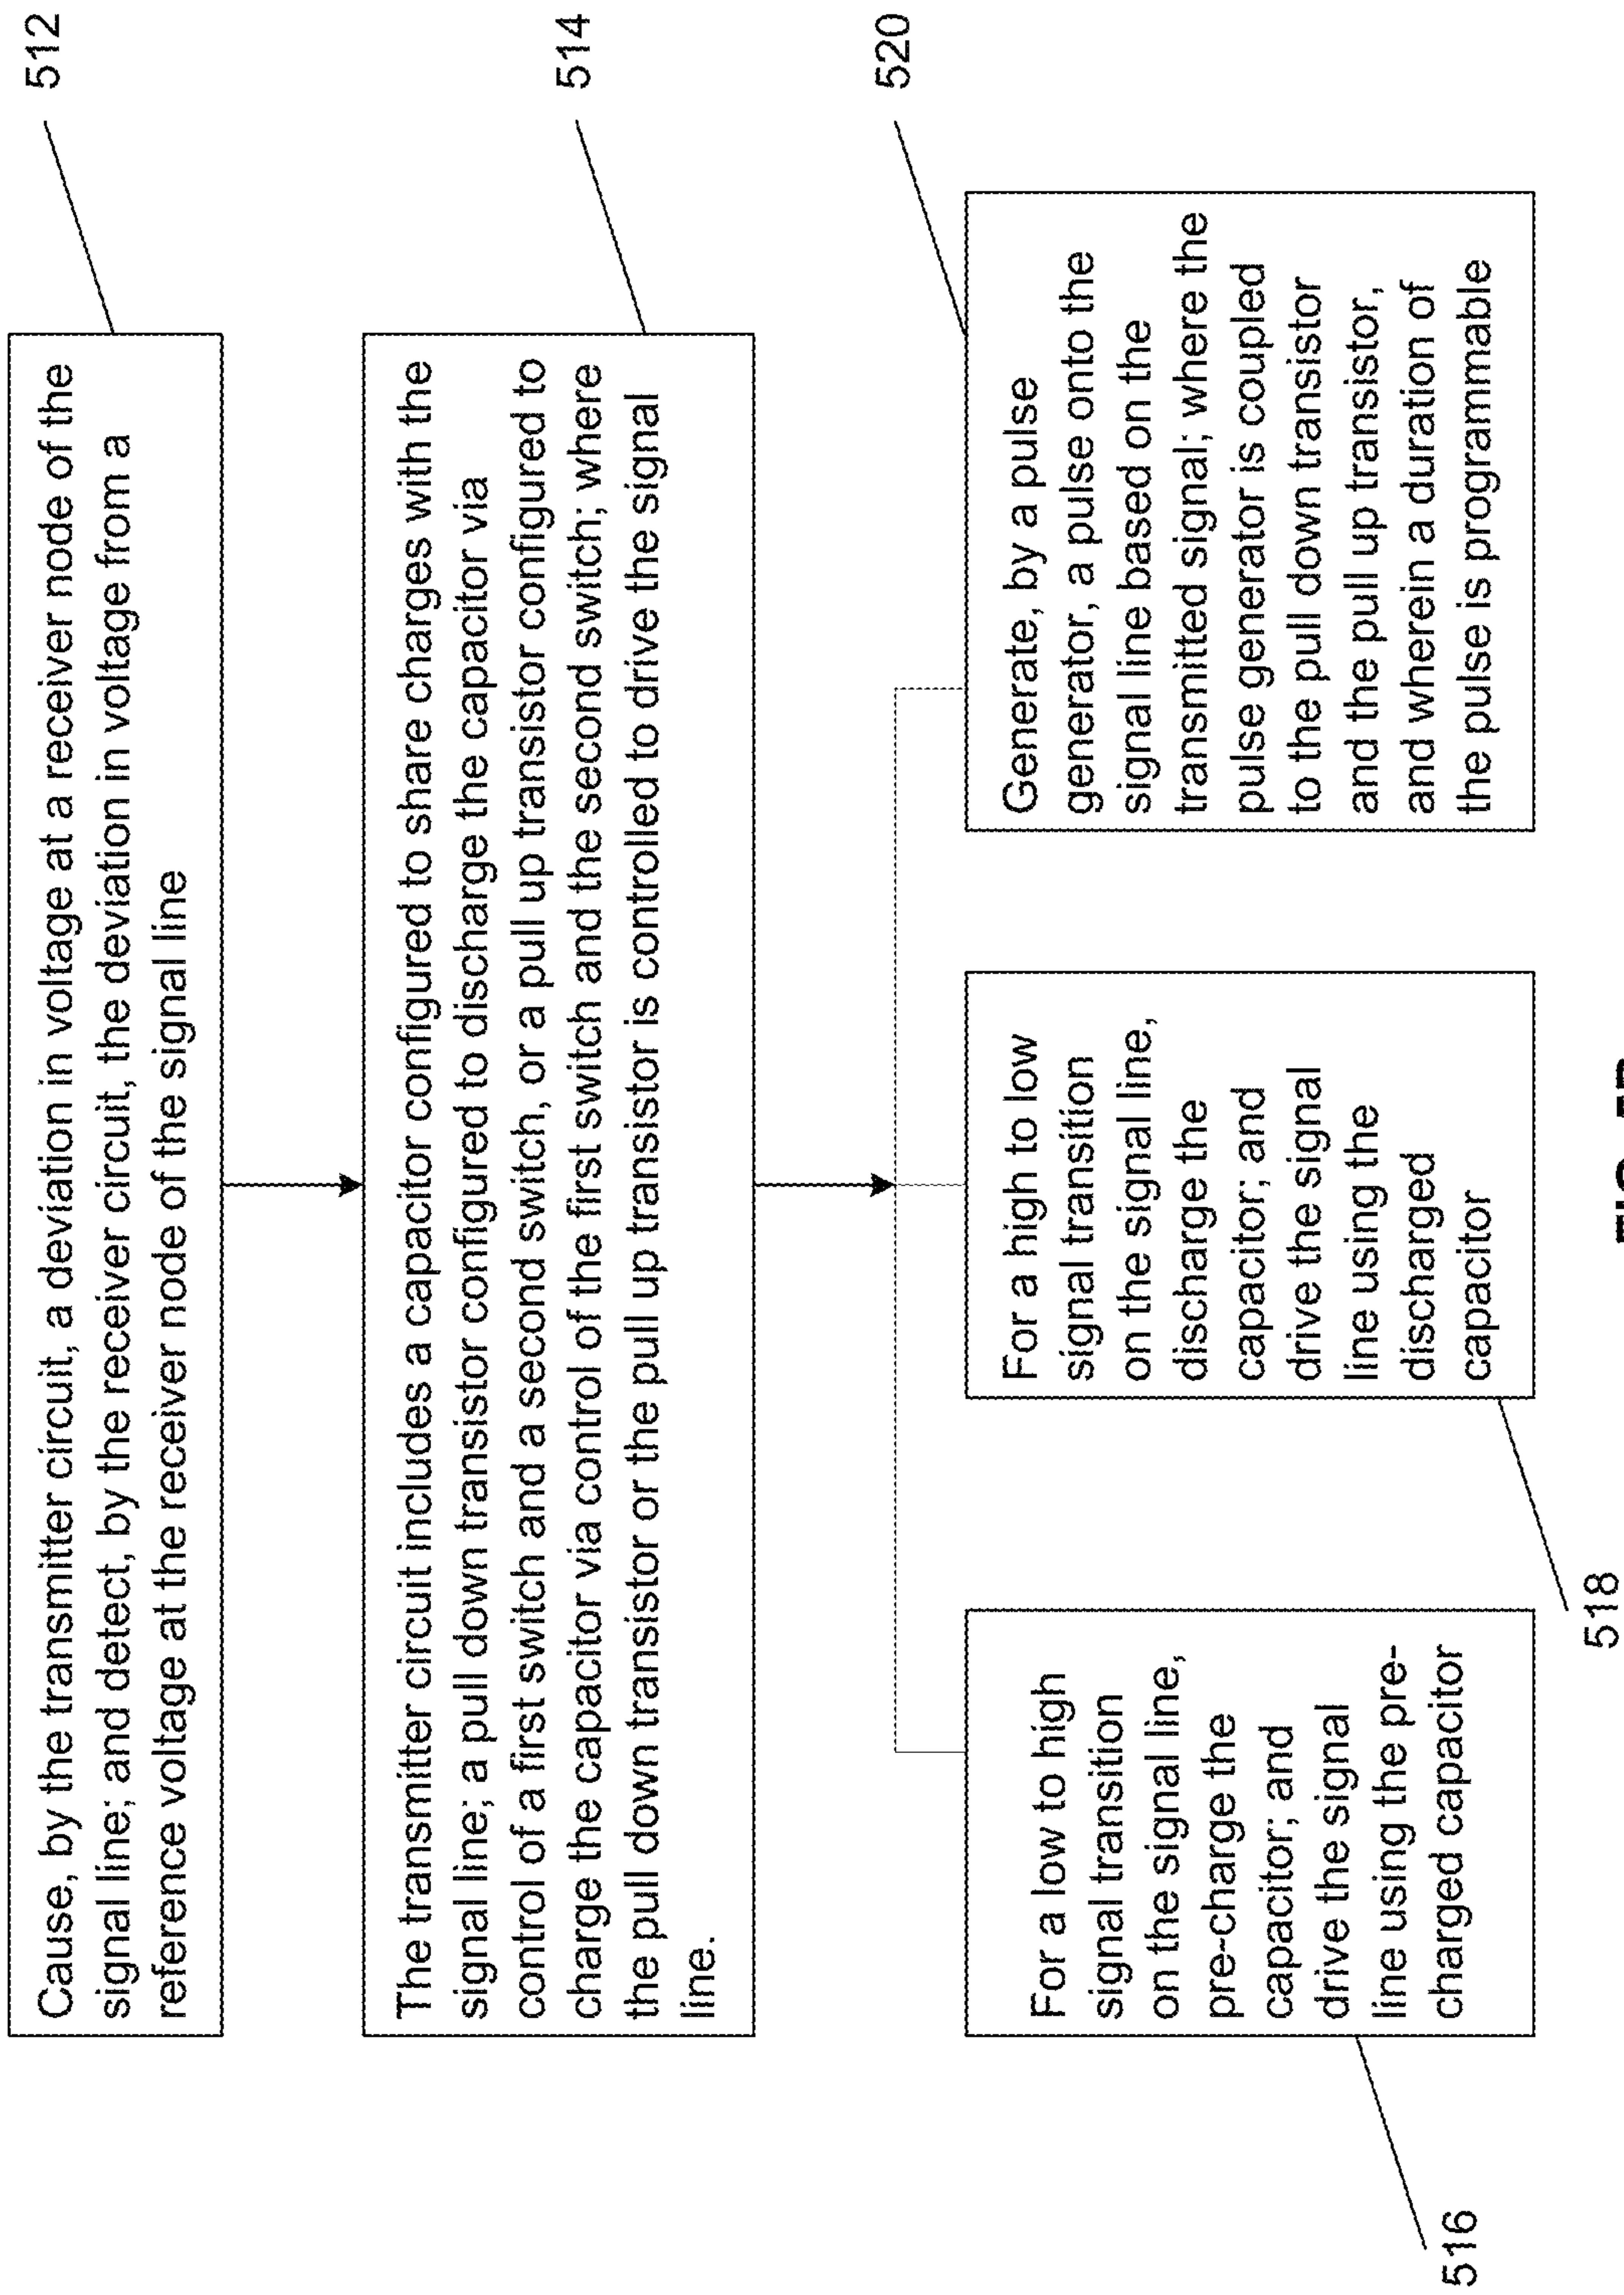 Cause, by the transmitter circuit, a deviation in voltage at a receiver node of the
signal line; and detect, by the receiver circuit, the deviation in voltage from a
reference voltage at the receiver node of the signal line
512
The transmitter circuit includes a capacitor configured to share charges with the
signal line; a pull down transistor configured to discharge the capacitor via
control of a first switch and a second switch, or a pull up transistor configured to
charge the capacitor via control of the first switch and the second switch; where
the pull down transistor or the pull up transistor is controlled to drive the signal
line.
514
For a low to high
signal transition
on the signal line,
pre-charge the
capacitor; and
drive the signal
line using the pre-
charged capacitor
516
For a high to low
signal transition
on the signal line,
discharge the
capacitor; and
drive the signal
line using the
discharged
capacitor
518
Generate, by a pulse
generator, a pulse onto the
signal line based on the
transmitted signal; where the
pulse generator is coupled
to the pull down transistor
and the pull up transistor,
and wherein a duration of
the pulse is programmable
520